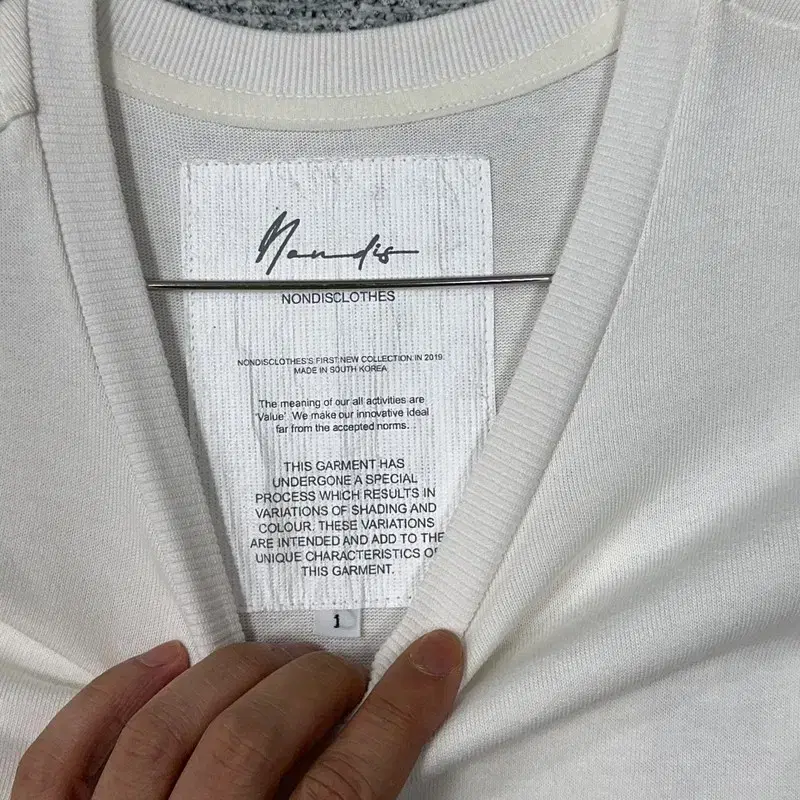 Nondis
NONDISCLOTHES
NONDISCLOTHES'S FIRST NEW COLLECTION IN 2019
MADE IN SOUTH KOREA
The meaning of our all activities are
'Value' We make our innovative ideal
far from the accepted norms.
THIS GARMENT HAS
UNDERGONE A SPECIAL
PROCESS WHICH RESULTS IN
VARIATIONS OF SHADING AND
COLOUR. THESE VARIATIONS
ARE INTENDED AND ADD TO THE
UNIQUE CHARACTERISTICS OF
THIS GARMENT.
1